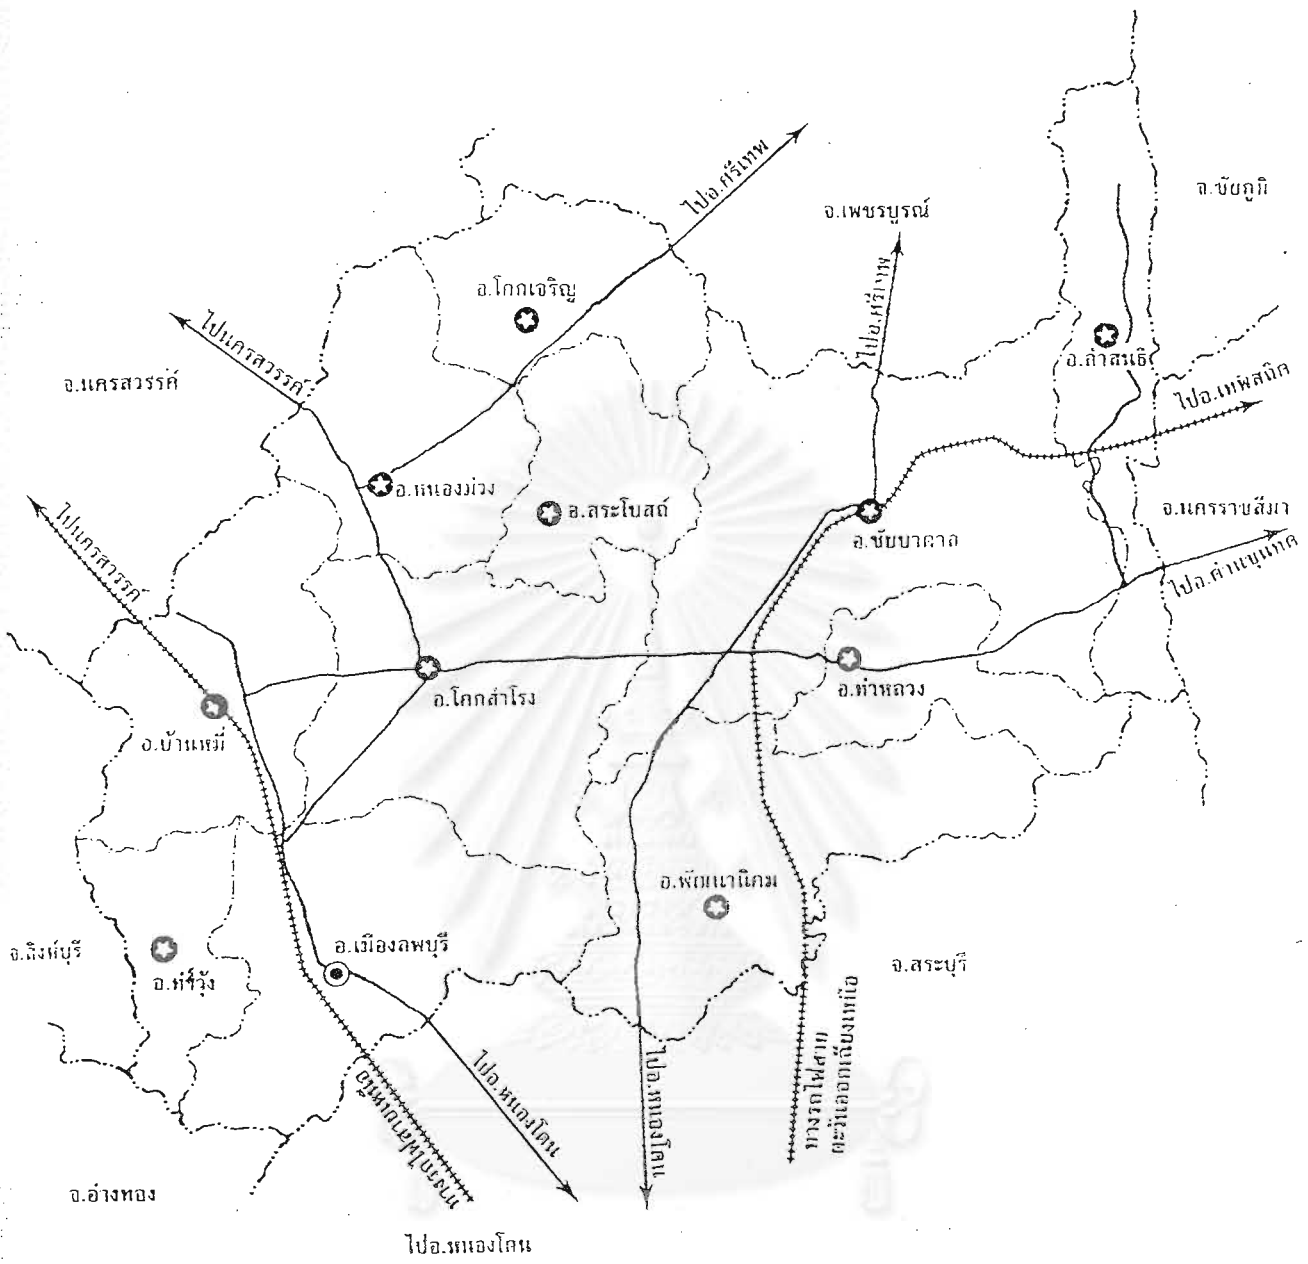 ไปอ.ศรีเทพ
จ.ชัยภูมิ
จ.เพชรบูรณ์
อ.โคกเจริญ
ไปอ.ศรีเทพ
ไปนครสวรรค์
อ.ลำสนธิ
จ.นครสวรรค์
ไปอ.เทพสถิต
อ.หนองม่วง
อ.สระโบสถ์
จ.นครราชสีมา
ไปนครสวรรค์
อ.ชัยบาดาล
ไปอ.ด่านขุนทด
อ.โคกสำโรง
อ.ท่าหลวง
อ.บ้านหมี่
อ.พัฒนานิคม
จ.สิงห์บุรี
อ.เมืองลพบุรี
จ.สระบุรี
อ.ท่าวุ้ง
ทางรถไฟสาย
ตะวันออกเฉียงเหนือ
ไปอ.หนองโดน
ไปอ.หนองโดน
ทางรถไฟสายเหนือ
จ.อ่างทอง
ไปอ.หนองโดน